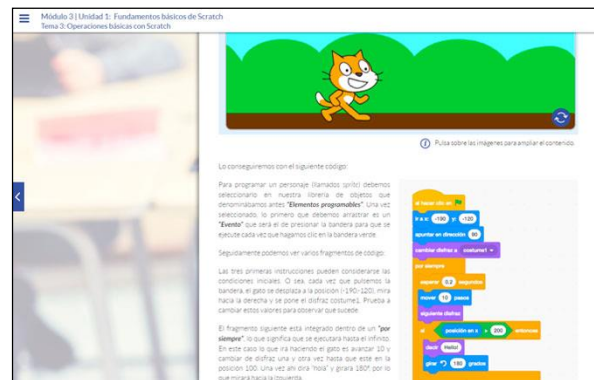 Módulo 3 | Unidad 1: Fundamentos básicos de Scratch
Tema 3: Operaciones básicas con Scratch
Pulsa sobre las imágenes para ampliar el contenido.
Lo conseguiremos con el siguiente código:
Para programar un personaje (llamados sprite) debemos
seleccionarlo en nuestra librería de objetos que
denominábamos antes "Elementos programables". Una vez
seleccionado, lo primero que debemos arrastrar es un
"Evento" que será el de presionar la bandera para que se
ejecute cada vez que hagamos clic en la bandera verde.
Seguidamente podemos ver varios fragmentos de código:
Las tres primeras instrucciones pueden considerarse las
condiciones iniciales. O sea, cada vez que pulsemos la
bandera, el gato se desplaza a la posición (-190,-120), mira
hacia la derecha y se pone el disfraz costume1. Prueba a
cambiar estos valores para observar que sucede.
El fragmento siguiente está integrado dentro de un "por
siempre", lo que significa que se ejecutará hasta el infinito.
En este caso lo que irá haciendo el gato es avanzar 10 y
cambiar de disfraz una y otra vez hasta que este en la
posición 100. Una vez ahí dirá "hola" y girará 180º, por lo
que mirará hacia la izquierda.
al hacer clic en
ir a x: -190 y: -120
apuntar en dirección 90
cambiar disfraz a costume1
por siempre
esperar 0.2 segundos
mover 10 pasos
siguiente disfraz
si posición en x > 200 entonces
decir Hello!
girar 180 grados